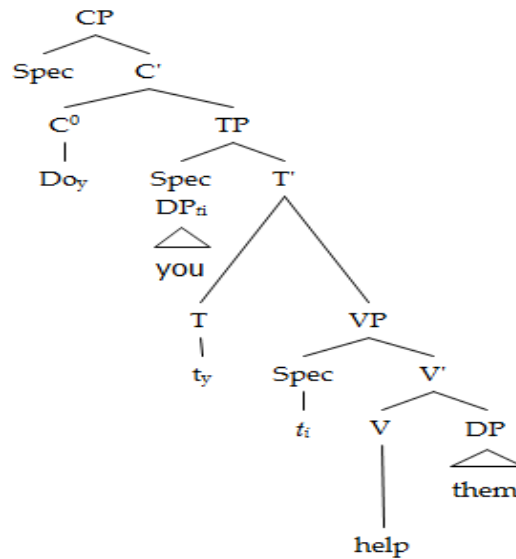 CP
Spec C'
C⁰ TP
Doy Spec T'
DPti
you
T VP
ty Spec V'
ti V DP
them
help